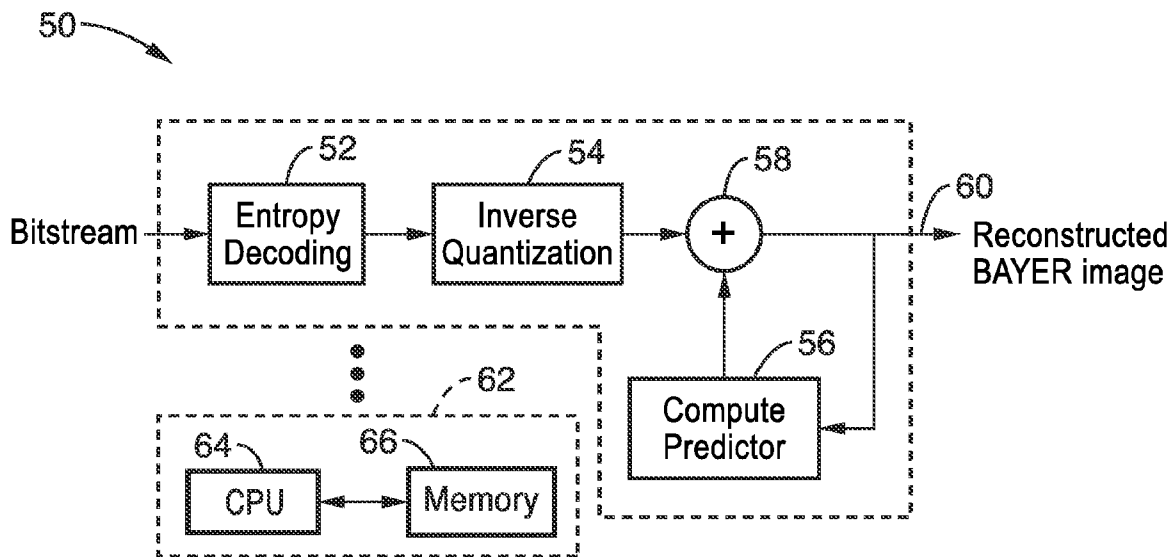 50
52
54
58
60
Bitstream
Entropy
Decoding
Inverse
Quantization
+
Reconstructed
BAYER image
56
Compute
Predictor
62
64
66
CPU
Memory